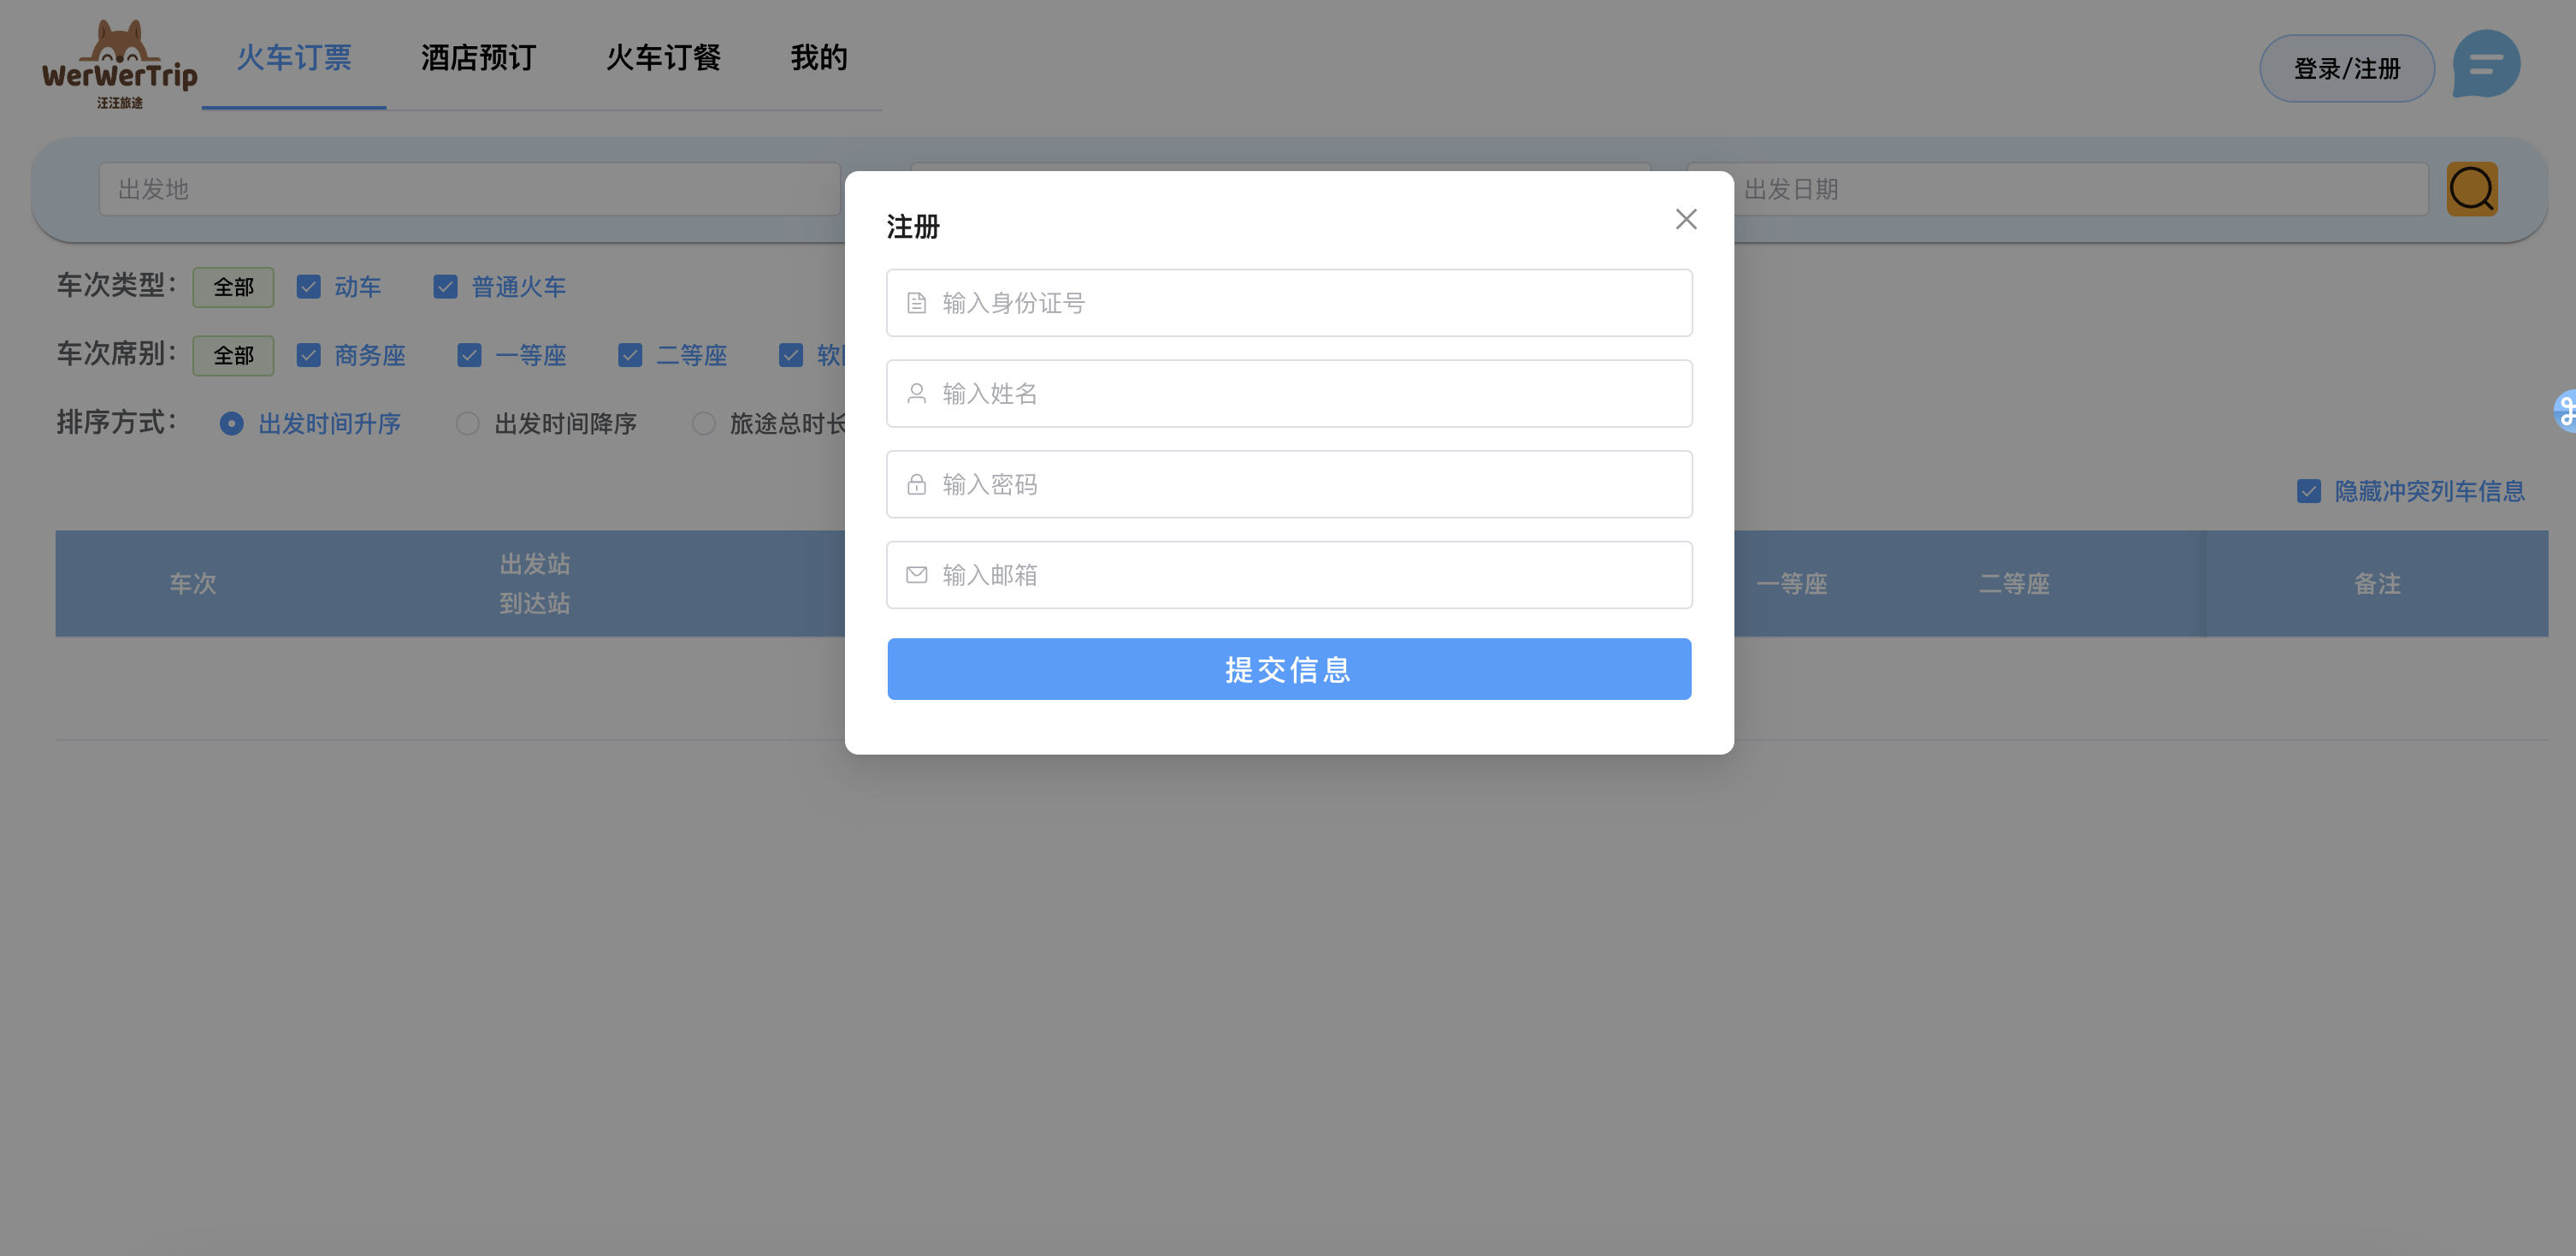 WerWerTrip
汪汪旅途
火车订票 酒店预订 火车订餐 我的
登录/注册
出发地
出发日期
车次类型： 全部 动车 普通火车
车次席别： 全部 商务座 一等座 二等座 软
排序方式： 出发时间升序 出发时间降序 旅途总时长
隐藏冲突列车信息
车次
出发站
到达站
一等座 二等座 备注
注册
输入身份证号
输入姓名
输入密码
输入邮箱
提交信息